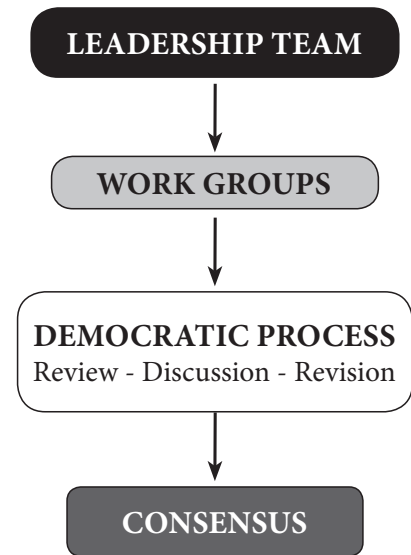 LEADERSHIP TEAM
WORK GROUPS
DEMOCRATIC PROCESS
Review - Discussion - Revision
CONSENSUS